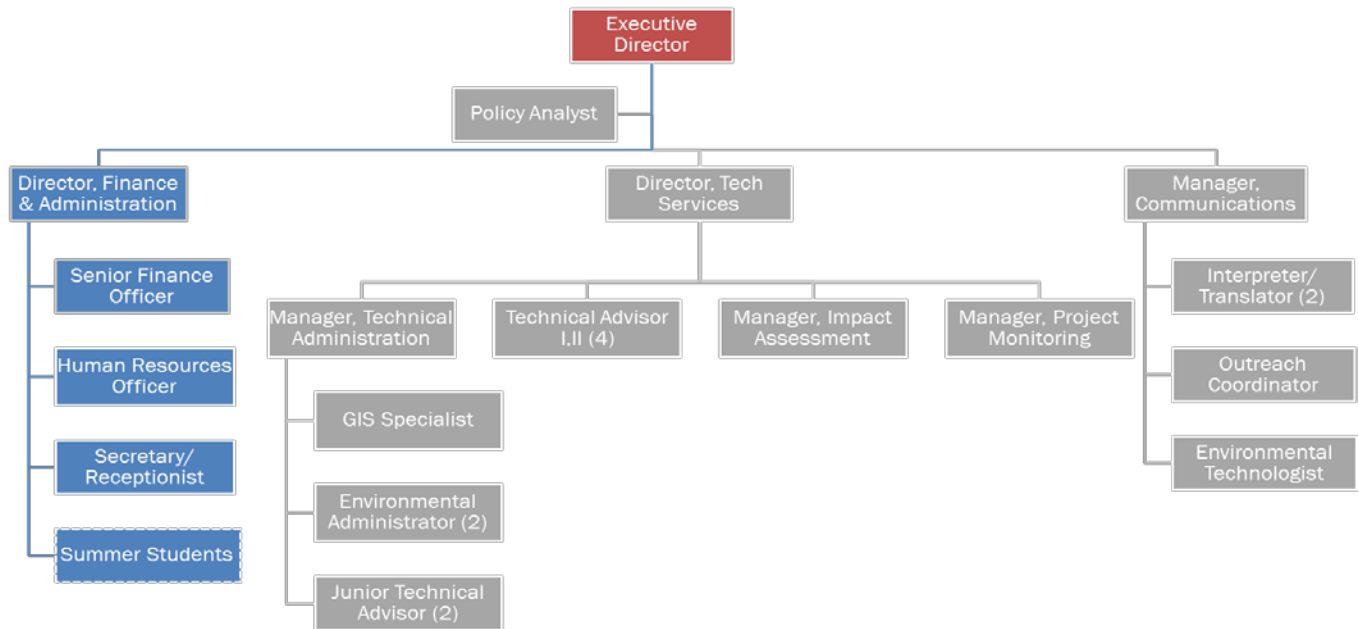 Executive
Director
Policy Analyst
Director, Finance
& Administration
Director, Tech
Services
Manager,
Communications
Senior Finance
Officer
Human Resources
Officer
Secretary/
Receptionist
Summer Students
Manager, Technical
Administration
Technical Advisor
I,II (4)
Manager, Impact
Assessment
Manager, Project
Monitoring
GIS Specialist
Environmental
Administrator (2)
Junior Technical
Advisor (2)
Interpreter/
Translator (2)
Outreach
Coordinator
Environmental
Technologist